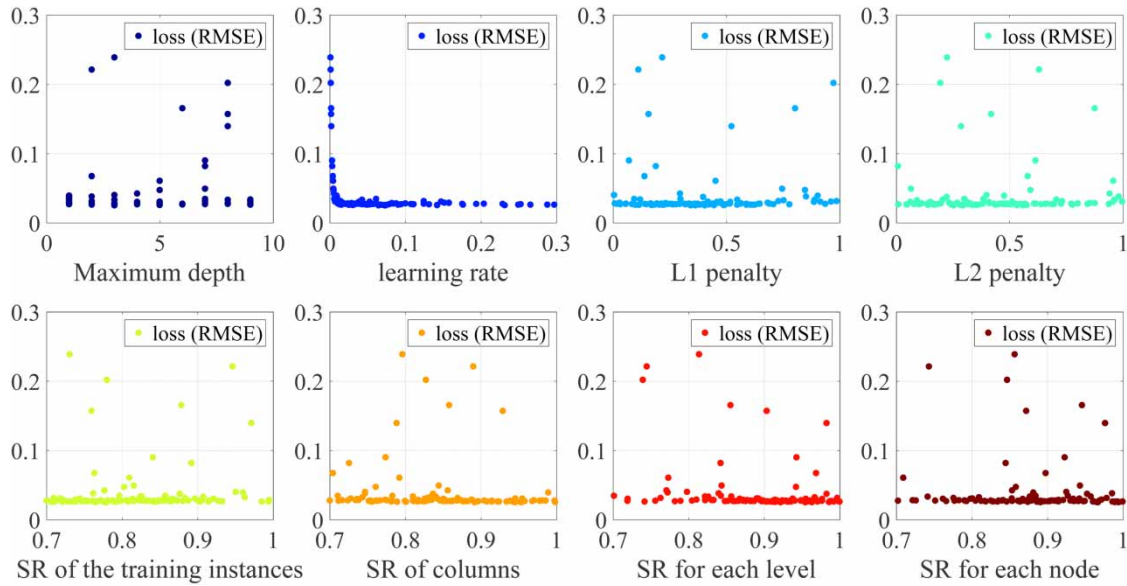 0.3
0.2
0.1
0
0 5 10
loss (RMSE)
Maximum depth
0.3
0.2
0.1
0
0 0.1 0.2 0.3
loss (RMSE)
learning rate
0.3
0.2
0.1
0
0 0.5 1
loss (RMSE)
L1 penalty
0.3
0.2
0.1
0
0 0.5 1
loss (RMSE)
L2 penalty
0.3
0.2
0.1
0
0.7 0.8 0.9 1
loss (RMSE)
SR of the training instances
0.3
0.2
0.1
0
0.7 0.8 0.9 1
loss (RMSE)
SR of columns
0.3
0.2
0.1
0
0.7 0.8 0.9 1
loss (RMSE)
SR for each level
0.3
0.2
0.1
0
0.7 0.8 0.9 1
loss (RMSE)
SR for each node